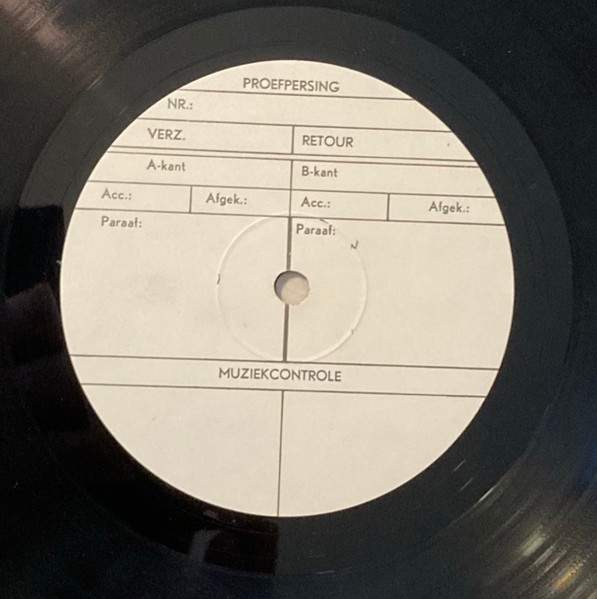 PROEFPERSING
NR.:
VERZ. RETOUR
A-kant B-kant
Acc.: Afgek.: Acc.: Afgek.:
Paraaf: Paraaf:
MUZIEKCONTROLE